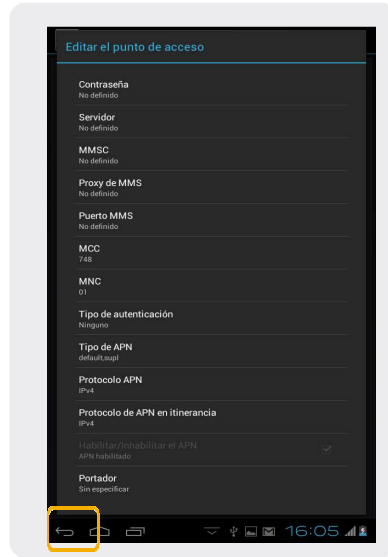 Editar el punto de acceso
Contraseña
No definido
Servidor
No definido
MMSC
No definido
Proxy de MMS
No definido
Puerto MMS
No definido
MCC
748
MNC
01
Tipo de autenticación
Ninguno
Tipo de APN
default,supl
Protocolo APN
IPv4
Protocolo de APN en itinerancia
IPv4
Habilitar/Inhabilitar el APN
APN habilitado
Portador
Sin especificar
16:05